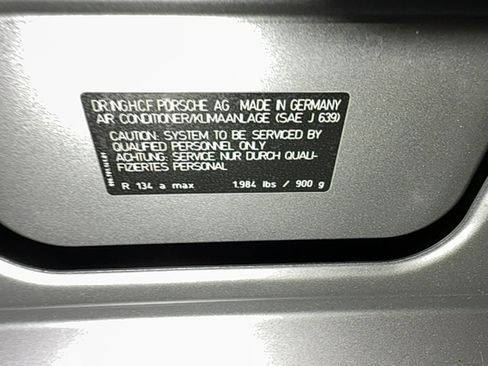 DR.ING.H.C.F. PORSCHE AG MADE IN GERMANY
AIR CONDITIONER/KLIMAANLAGE (SAE J 639)
CAUTION: SYSTEM TO BE SERVICED BY
QUALIFIED PERSONNEL ONLY
ACHTUNG: SERVICE NUR DURCH QUALI-
FIZIERTES PERSONAL
R 134 a max 1.984 lbs / 900 g